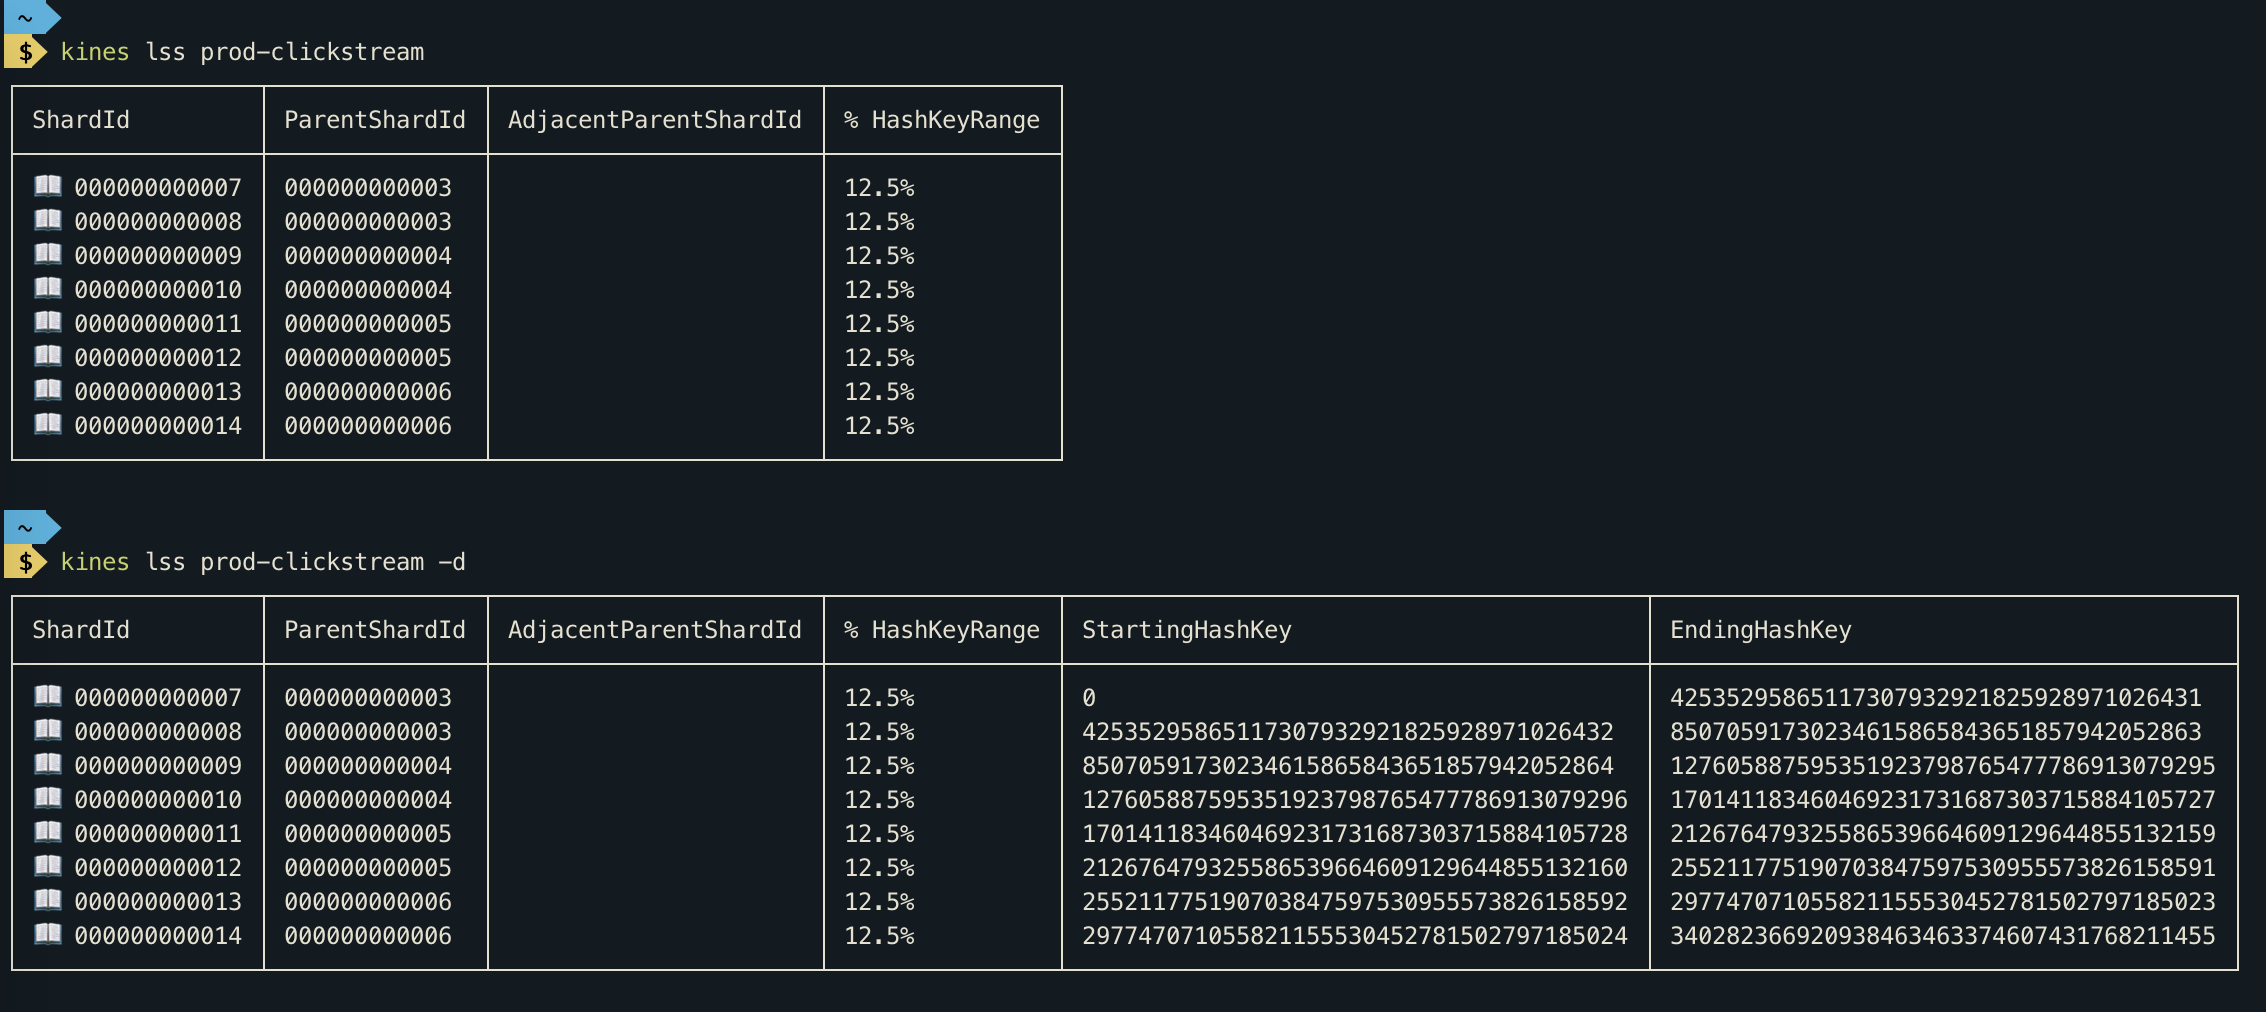 ~
$ kines lss prod-clickstream
ShardId ParentShardId AdjacentParentShardId % HashKeyRange
📖 000000000007 000000000003 12.5%
📖 000000000008 000000000003 12.5%
📖 000000000009 000000000004 12.5%
📖 000000000010 000000000004 12.5%
📖 000000000011 000000000005 12.5%
📖 000000000012 000000000005 12.5%
📖 000000000013 000000000006 12.5%
📖 000000000014 000000000006 12.5%
~
$ kines lss prod-clickstream -d
ShardId ParentShardId AdjacentParentShardId % HashKeyRange StartingHashKey EndingHashKey
📖 000000000007 000000000003 12.5% 0 42535295865117307932921825928971026431
📖 000000000008 000000000003 12.5% 42535295865117307932921825928971026432 85070591730234615865843651857942052863
📖 000000000009 000000000004 12.5% 85070591730234615865843651857942052864 127605887595351923798765477786913079295
📖 000000000010 000000000004 12.5% 127605887595351923798765477786913079296 170141183460469231731687303715884105727
📖 000000000011 000000000005 12.5% 170141183460469231731687303715884105728 212676479325586539664609129644855132159
📖 000000000012 000000000005 12.5% 212676479325586539664609129644855132160 255211775190703847597530955573826158591
📖 000000000013 000000000006 12.5% 255211775190703847597530955573826158592 297747071055821155530452781502797185023
📖 000000000014 000000000006 12.5% 297747071055821155530452781502797185024 340282366920938463463374607431768211455